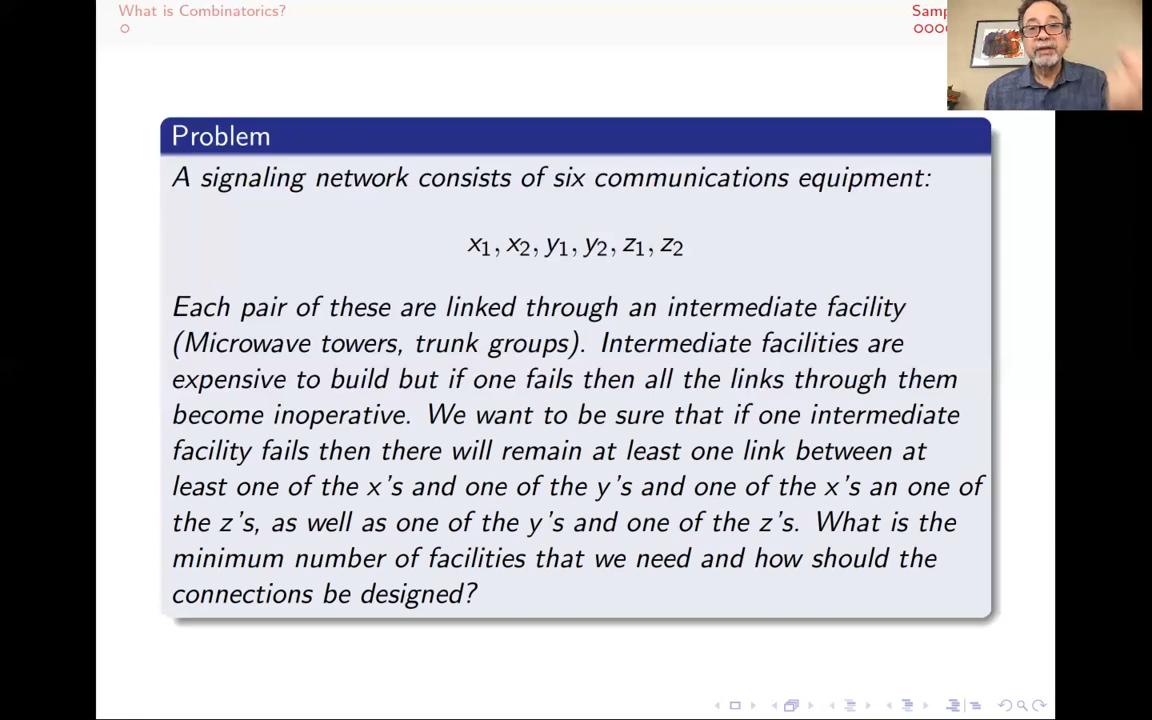 What is Combinatorics?
Samp
Problem
A signaling network consists of six communications equipment:
x1, x2, y1, y2, z1, z2
Each pair of these are linked through an intermediate facility
(Microwave towers, trunk groups). Intermediate facilities are
expensive to build but if one fails then all the links through them
become inoperative. We want to be sure that if one intermediate
facility fails then there will remain at least one link between at
least one of the x's and one of the y's and one of the x's an one of
the z's, as well as one of the y's and one of the z's. What is the
minimum number of facilities that we need and how should the
connections be designed?